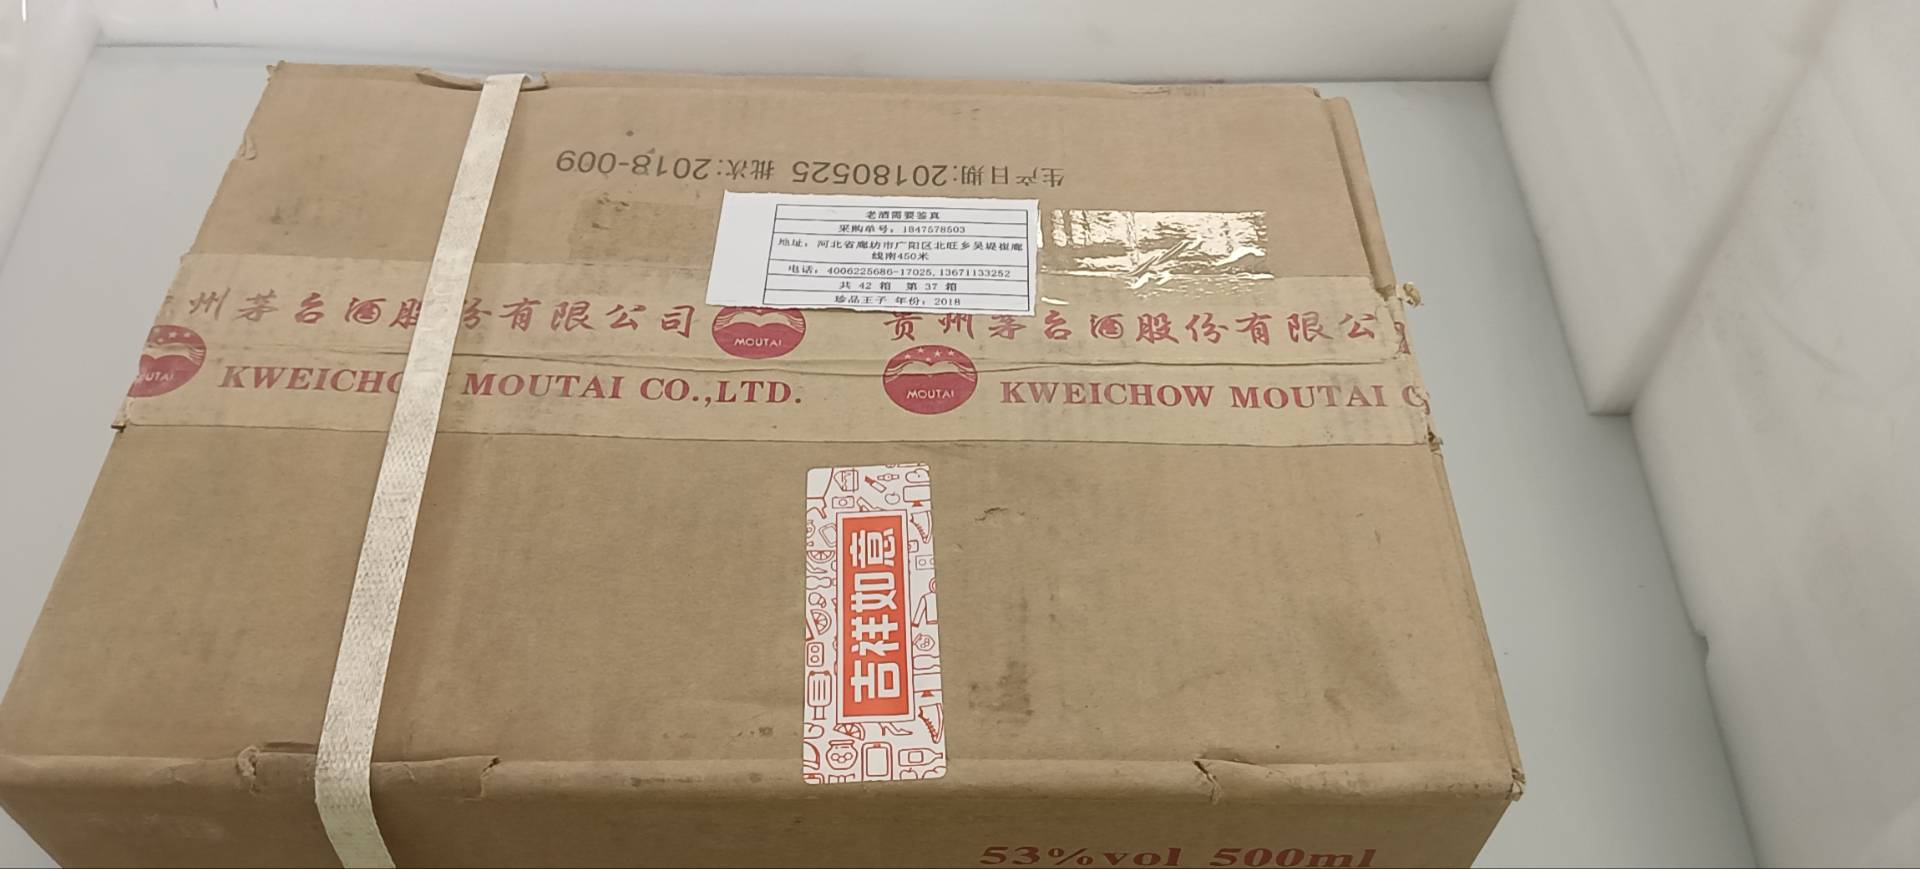 生产日期:20180525 批次:2018-009
老酒需要鉴真
采购单号：1847578503
地址：河北省廊坊市广阳区北旺乡吴堤崔廊
线南450米
电话：4006225686-17025,13671133252
共 42 箱 第 37 箱
珍品王子 年份：2018
州茅台酒股份有限公司
贵州茅台酒股份有限公
MOUTAI
KWEICHOW MOUTAI CO.,LTD.
MOUTAI
KWEICHOW MOUTAI
吉祥如意
53%vol 500ml